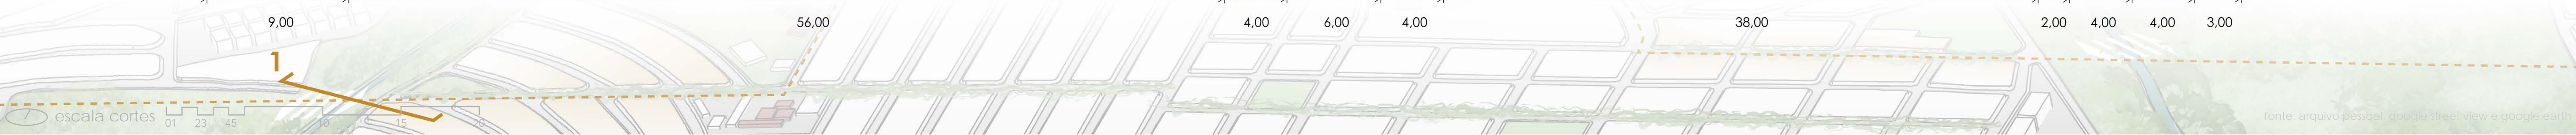 9,00 56,00 4,00 6,00 4,00 38,00 2,00 4,00 4,00 3,00
1
escala cortes 01 23 45 10 15 20
fonte: arquivo pessoal, google street view e google earth